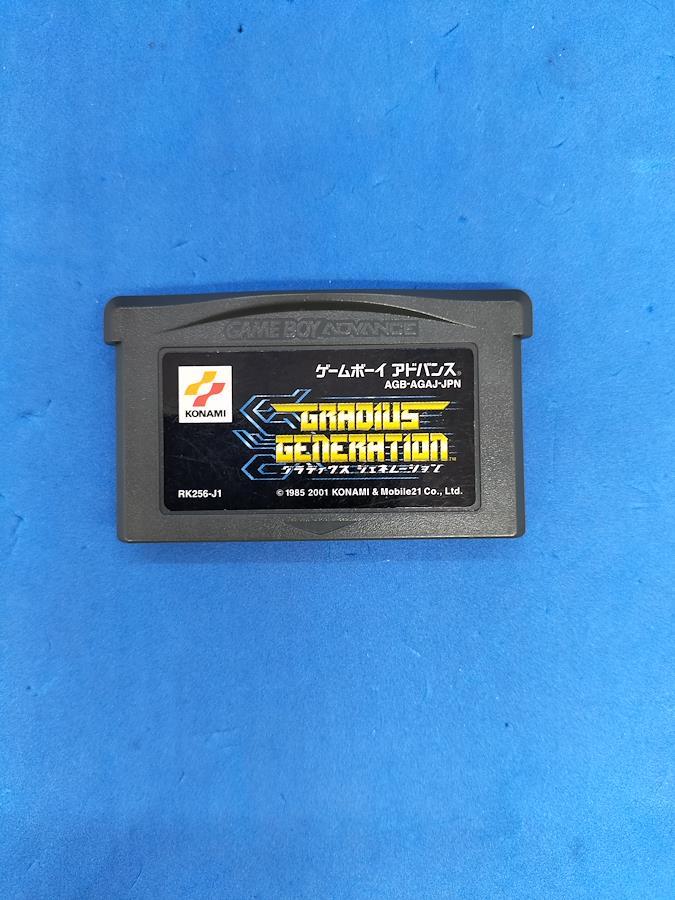 GAME BOY ADVANCE
ゲームボーイ アドバンス®
AGB-AGAJ-JPN
KONAMI
GRADIUS
GENERATION™
グラディウス ジェネレーション
RK256-J1
© 1985 2001 KONAMI & Mobile21 Co., Ltd.